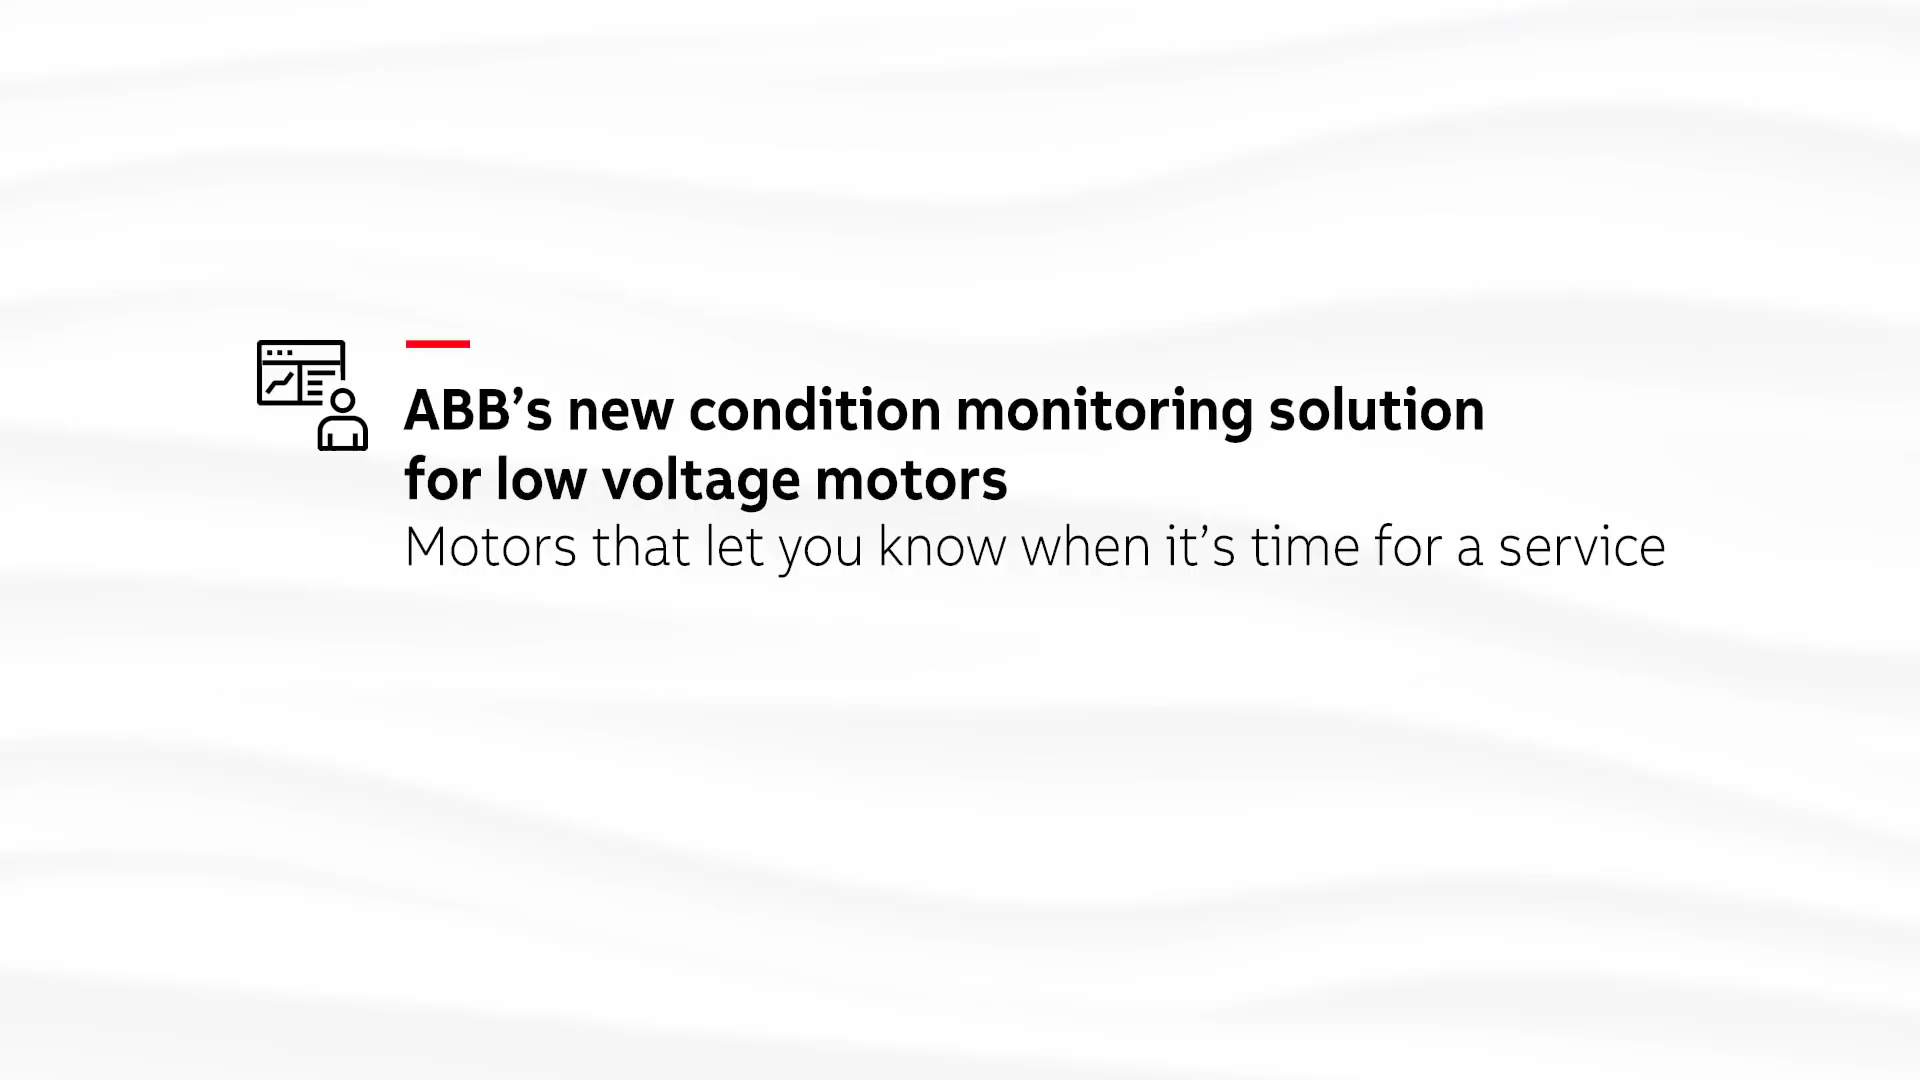 ABB’s new condition monitoring solution
for low voltage motors
Motors that let you know when it’s time for a service